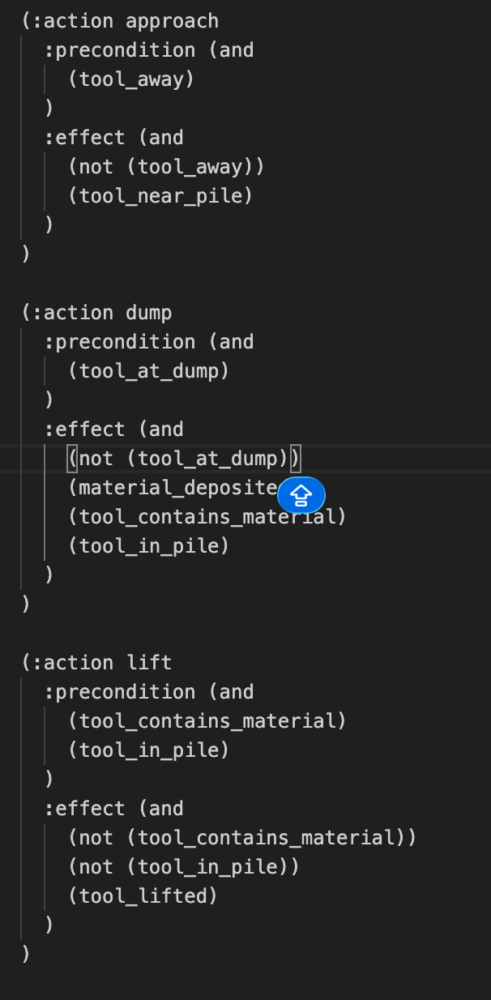 (:action approach
:precondition (and
(tool_away)
)
:effect (and
(not (tool_away))
(tool_near_pile)
)
)
(:action dump
:precondition (and
(tool_at_dump)
)
:effect (and
(not (tool_at_dump))
(material_deposite
(tool_contains_material)
(tool_in_pile)
)
)
(:action lift
:precondition (and
(tool_contains_material)
(tool_in_pile)
)
:effect (and
(not (tool_contains_material))
(not (tool_in_pile))
(tool_lifted)
)
)